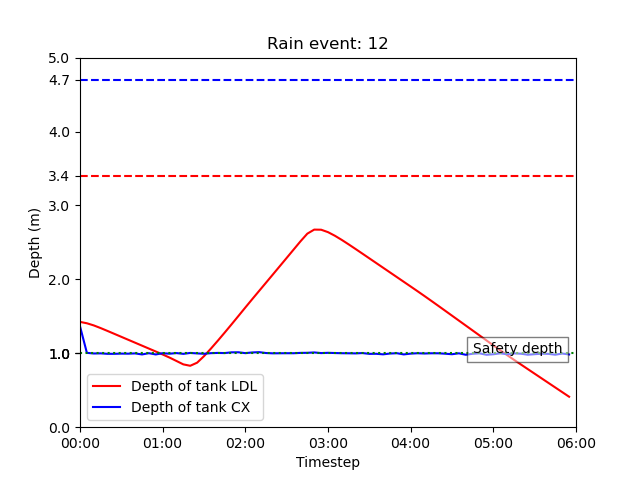 Rain event: 12
5.0
4.7
4.0
3.4
3.0
2.0
1.0
1.0
0.0
Depth (m)
Safety depth
Depth of tank LDL
Depth of tank CX
00:00 01:00 02:00 03:00 04:00 05:00 06:00
Timestep